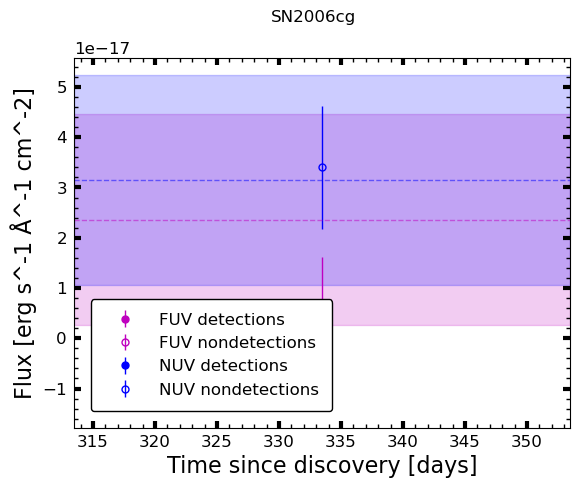 SN2006cg
1e−17
5
4
3
2
1
0
−1
Flux [erg s^-1 Å^-1 cm^-2]
FUV detections
FUV nondetections
NUV detections
NUV nondetections
315 320 325 330 335 340 345 350
Time since discovery [days]